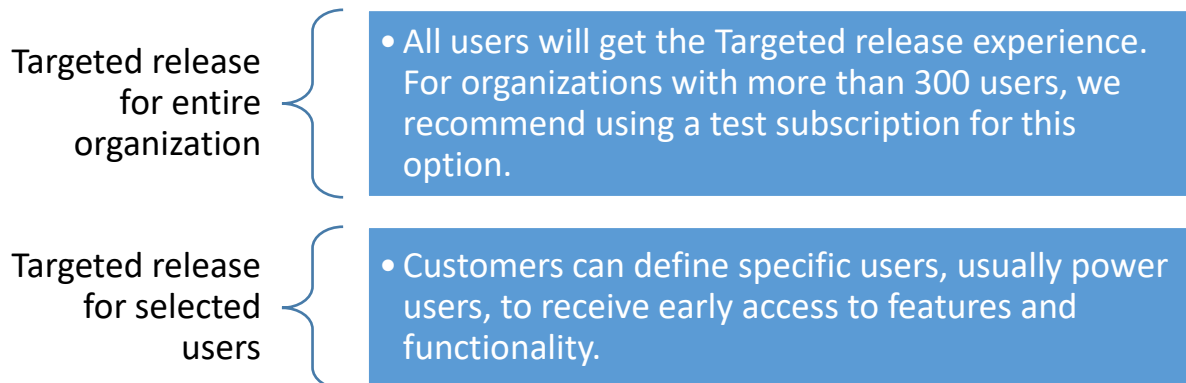 Targeted release
for entire
organization
• All users will get the Targeted release experience.
For organizations with more than 300 users, we
recommend using a test subscription for this
option.
Targeted release
for selected
users
• Customers can define specific users, usually power
users, to receive early access to features and
functionality.